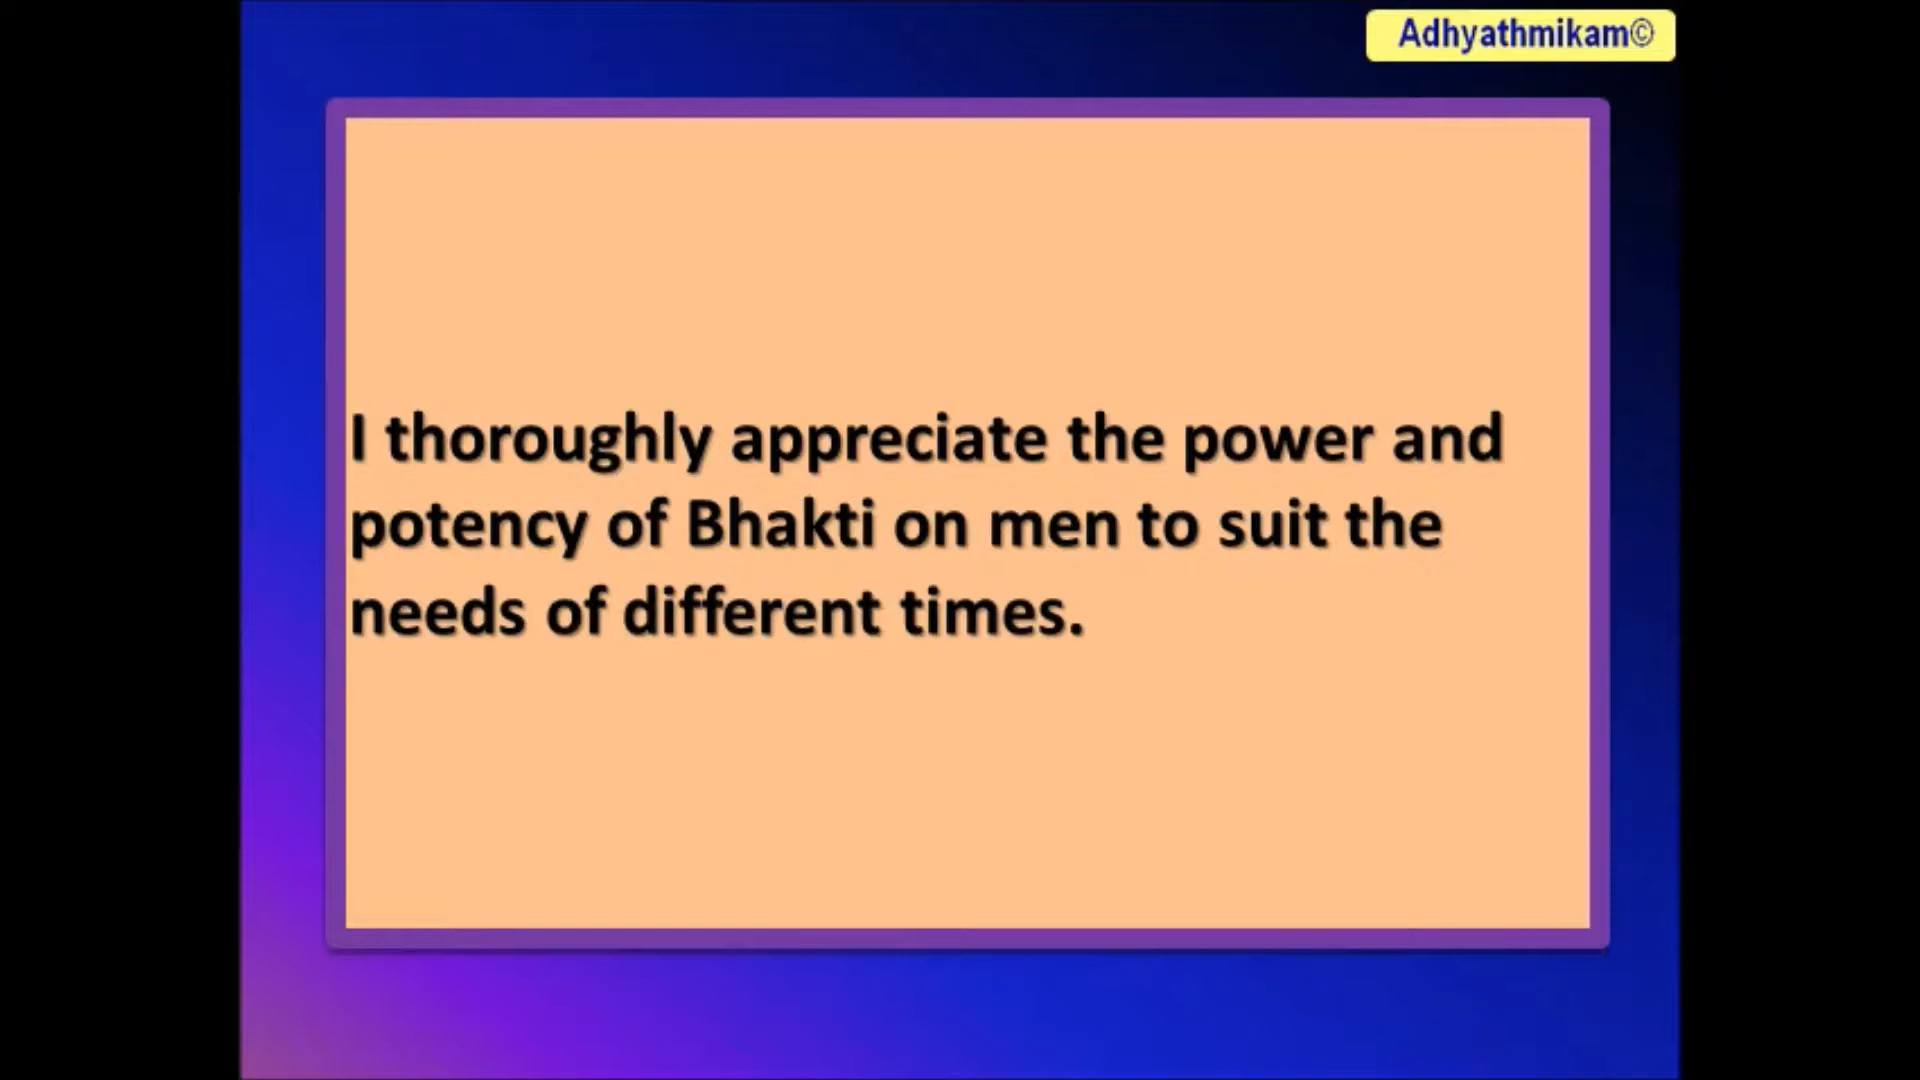 Adhyathmikam©
I thoroughly appreciate the power and
potency of Bhakti on men to suit the
needs of different times.